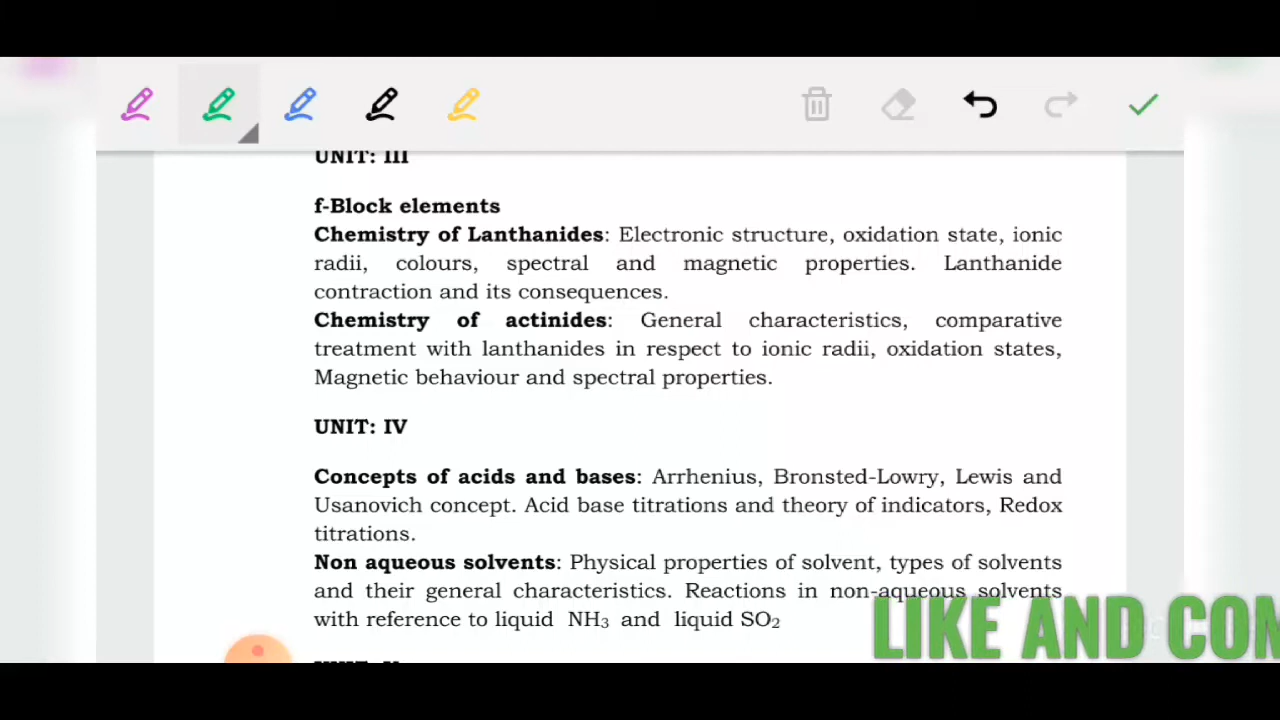 UNIT: III
f-Block elements
Chemistry of Lanthanides: Electronic structure, oxidation state, ionic
radii, colours, spectral and magnetic properties. Lanthanide
contraction and its consequences.
Chemistry of actinides: General characteristics, comparative
treatment with lanthanides in respect to ionic radii, oxidation states,
Magnetic behaviour and spectral properties.
UNIT: IV
Concepts of acids and bases: Arrhenius, Bronsted-Lowry, Lewis and
Usanovich concept. Acid base titrations and theory of indicators, Redox
titrations.
Non aqueous solvents: Physical properties of solvent, types of solvents
and their general characteristics. Reactions in non-aqueous solvents
with reference to liquid NH₃ and liquid SO₂
LIKE AND COM